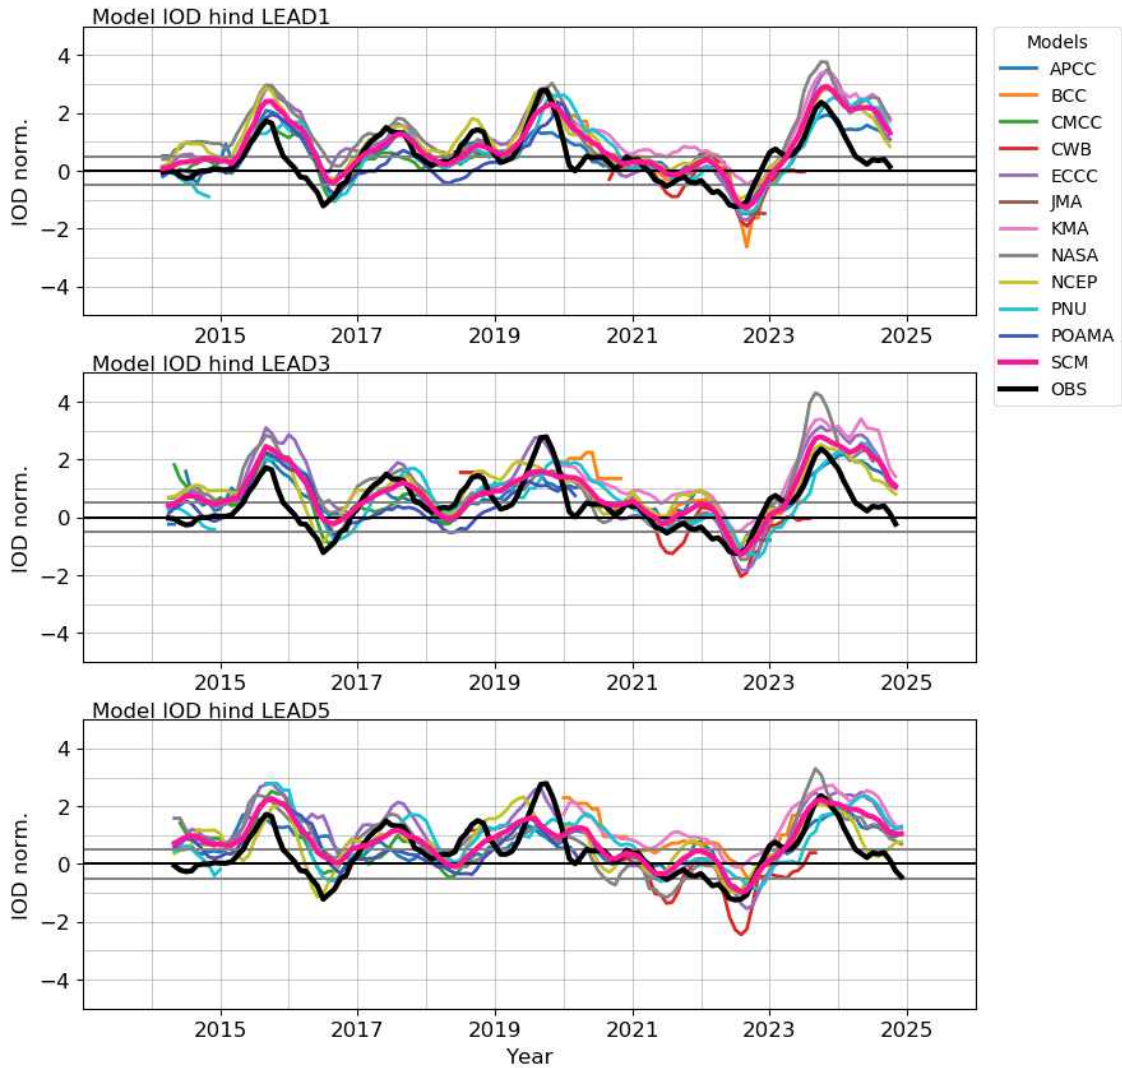 Model IOD hind LEAD1
IOD norm.
4
2
0
−2
−4
2015 2017 2019 2021 2023 2025
Models
APCC
BCC
CMCC
CWB
ECCC
JMA
KMA
NASA
NCEP
PNU
POAMA
SCM
OBS
Model IOD hind LEAD3
IOD norm.
4
2
0
−2
−4
2015 2017 2019 2021 2023 2025
Model IOD hind LEAD5
IOD norm.
4
2
0
−2
−4
2015 2017 2019 2021 2023 2025
Year